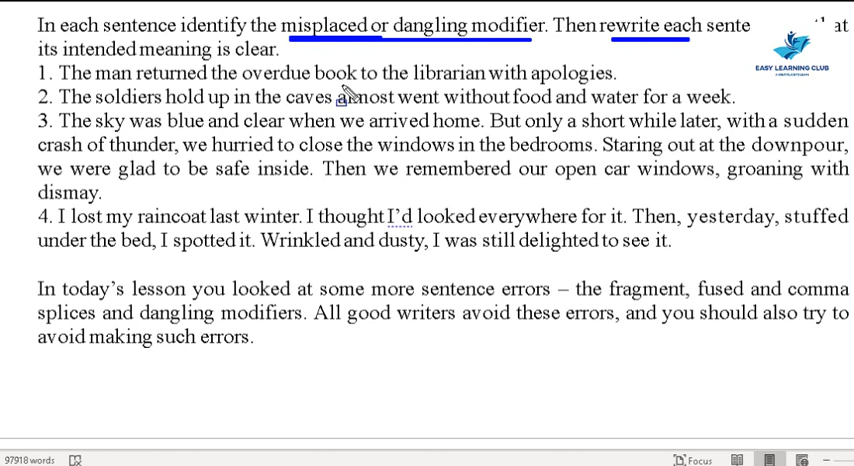 In each sentence identify the misplaced or dangling modifier. Then rewrite each sente at
its intended meaning is clear.
EASY LEARNING CLUB
1. The man returned the overdue book to the librarian with apologies.
2. The soldiers hold up in the caves almost went without food and water for a week.
3. The sky was blue and clear when we arrived home. But only a short while later, with a sudden
crash of thunder, we hurried to close the windows in the bedrooms. Staring out at the downpour,
we were glad to be safe inside. Then we remembered our open car windows, groaning with
dismay.
4. I lost my raincoat last winter. I thought I'd looked everywhere for it. Then, yesterday, stuffed
under the bed, I spotted it. Wrinkled and dusty, I was still delighted to see it.
In today's lesson you looked at some more sentence errors – the fragment, fused and comma
splices and dangling modifiers. All good writers avoid these errors, and you should also try to
avoid making such errors.
97918 words
Focus